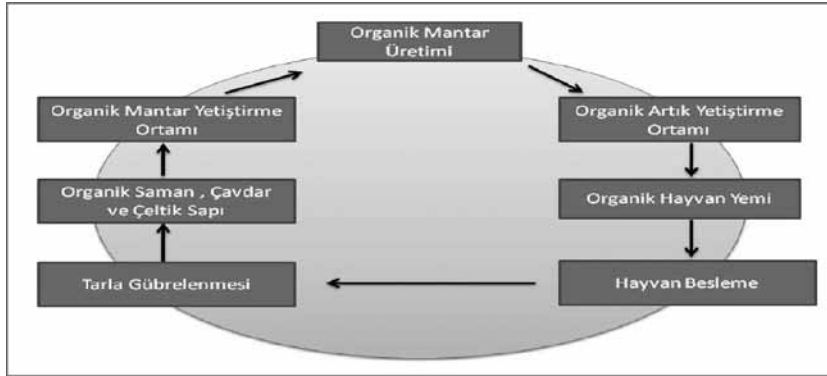 Organik Mantar
Üretimi
Organik Mantar Yetiştirme
Ortamı
Organik Artık Yetiştirme
Ortamı
Organik Saman , Çavdar
ve Çeltik Sapı
Organik Hayvan Yemi
Tarla Gübrelenmesi
Hayvan Besleme